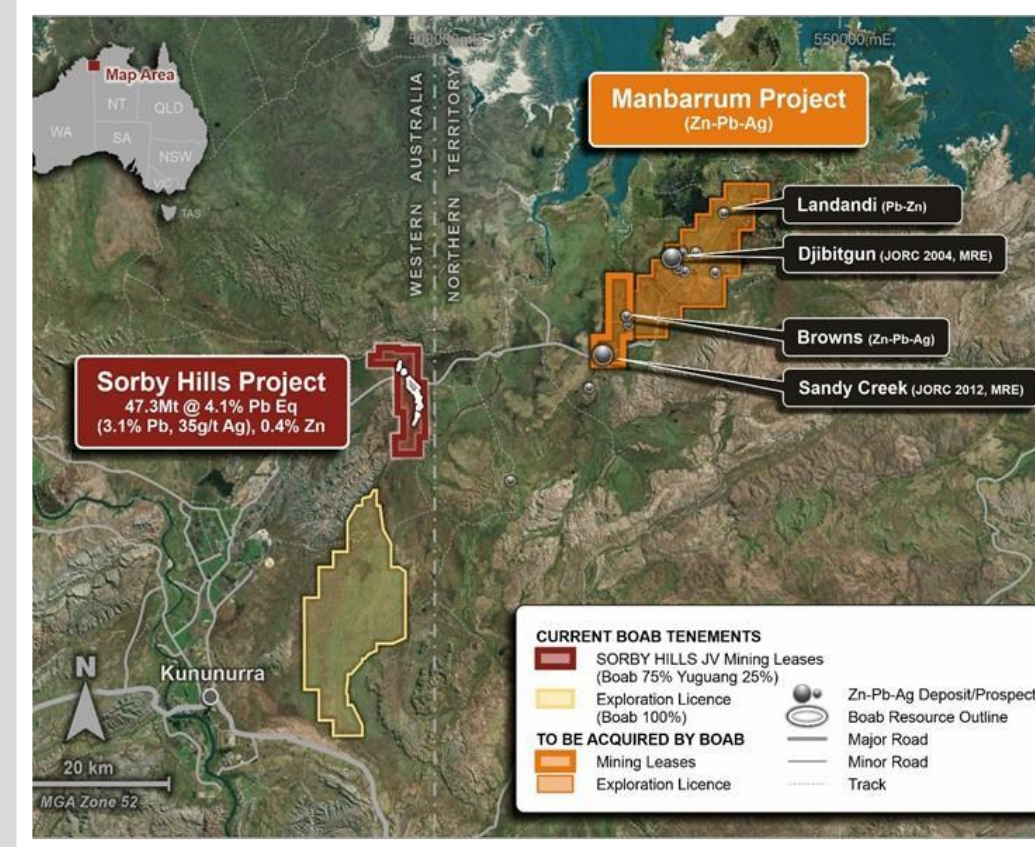 500000mE
550000 mE
Map Area
NT
QLD
WA
SA
NSW
VIC
TAS
WESTERN AUSTRALIA
NORTHERN TERRITORY
Manbarrum Project
(Zn-Pb-Ag)
Landandi (Pb-Zn)
Djibitgun (JORC 2004, MRE)
Browns (Zn-Pb-Ag)
Sandy Creek (JORC 2012, MRE)
Sorby Hills Project
47.3Mt @ 4.1% Pb Eq
(3.1% Pb, 35g/t Ag), 0.4% Zn
Kununurra
N
20 km
MGA Zone 52
CURRENT BOAB TENEMENTS
SORBY HILLS JV Mining Leases
(Boab 75% Yuguang 25%)
Exploration Licence
(Boab 100%)
TO BE ACQUIRED BY BOAB
Mining Leases
Exploration Licence
Zn-Pb-Ag Deposit/Prospect
Boab Resource Outline
Major Road
Minor Road
Track